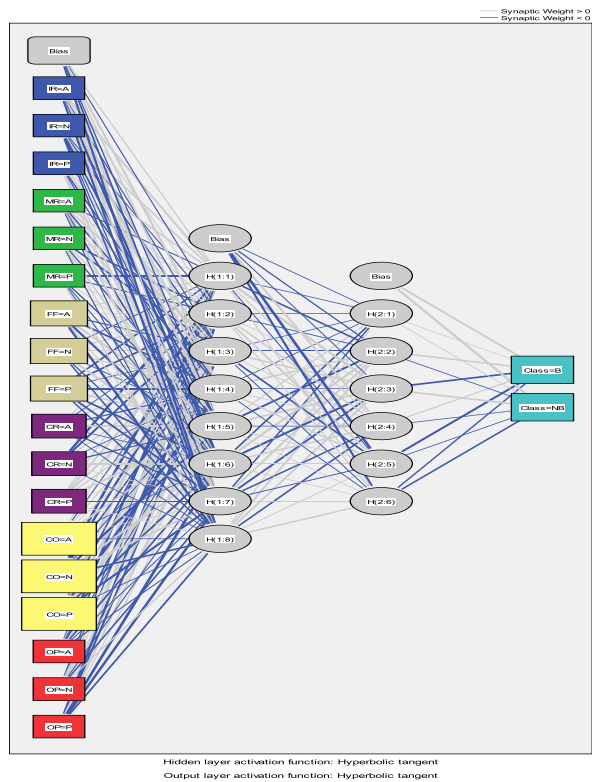 Synaptic Weight > 0
Synaptic Weight < 0
Bias
IR=A
IR=N
IR=P
MR=A
MR=N
MR=P
FF=A
FF=N
FF=P
CR=A
CR=N
CR=P
CO=A
CO=N
CO=P
OP=A
OP=N
OP=P
Bias
H(1:1)
H(1:2)
H(1:3)
H(1:4)
H(1:5)
H(1:6)
H(1:7)
H(1:8)
Bias
H(2:1)
H(2:2)
H(2:3)
H(2:4)
H(2:5)
H(2:6)
Class=B
Class=NB
Hidden layer activation function: Hyperbolic tangent
Output layer activation function: Hyperbolic tangent